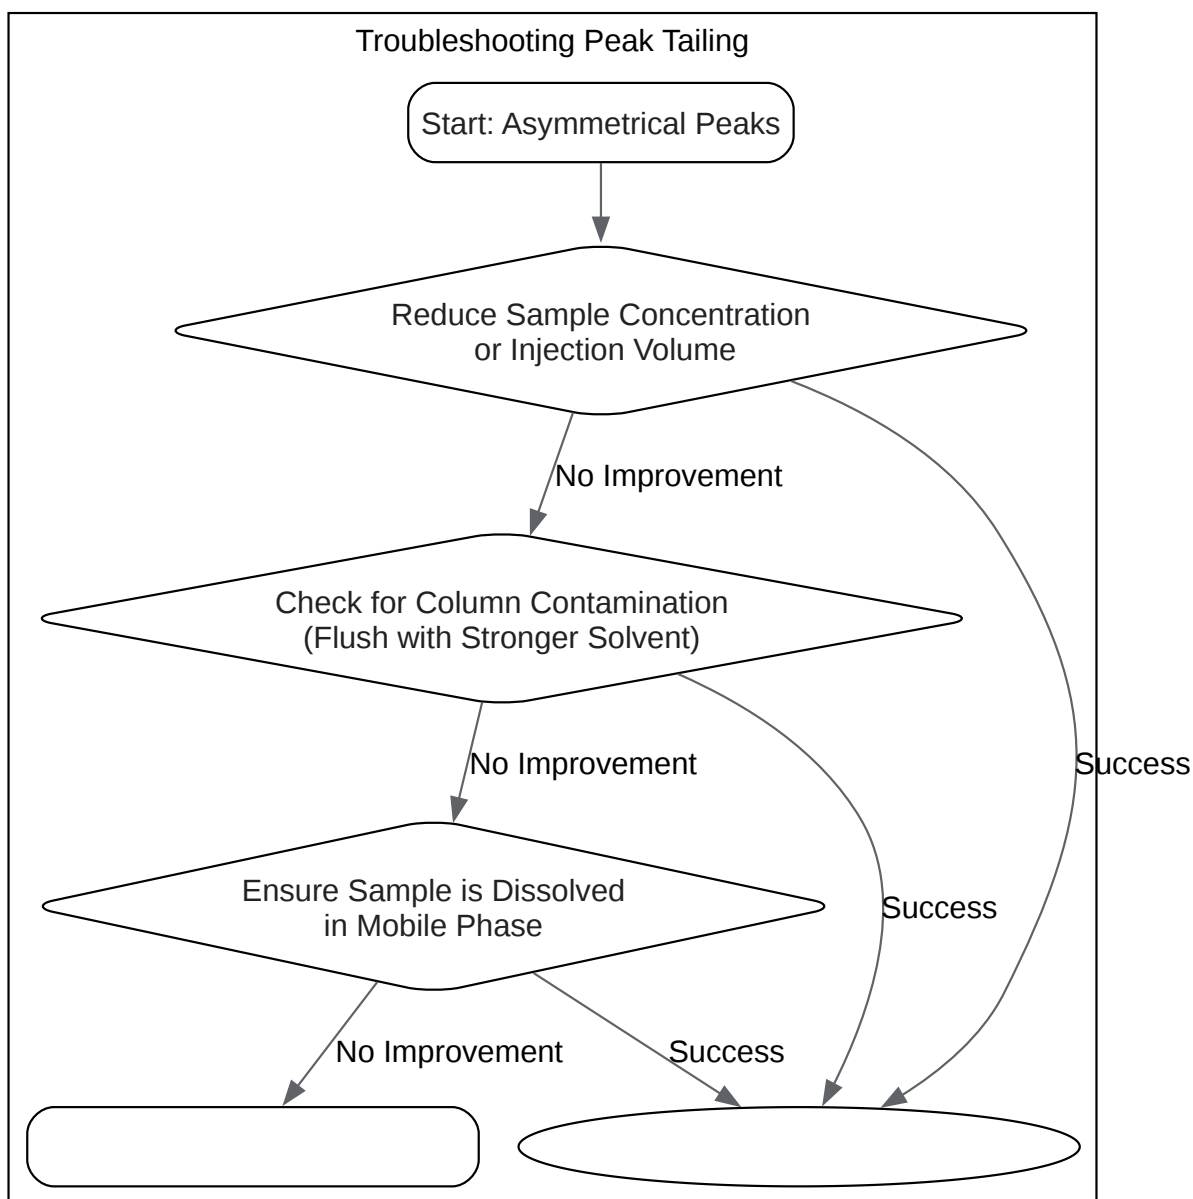 Troubleshooting Peak Tailing
Start: Asymmetrical Peaks
Reduce Sample Concentration
or Injection Volume
No Improvement
Check for Column Contamination
(Flush with Stronger Solvent)
No Improvement
Success
Ensure Sample is Dissolved
in Mobile Phase
Success
No Improvement
Success